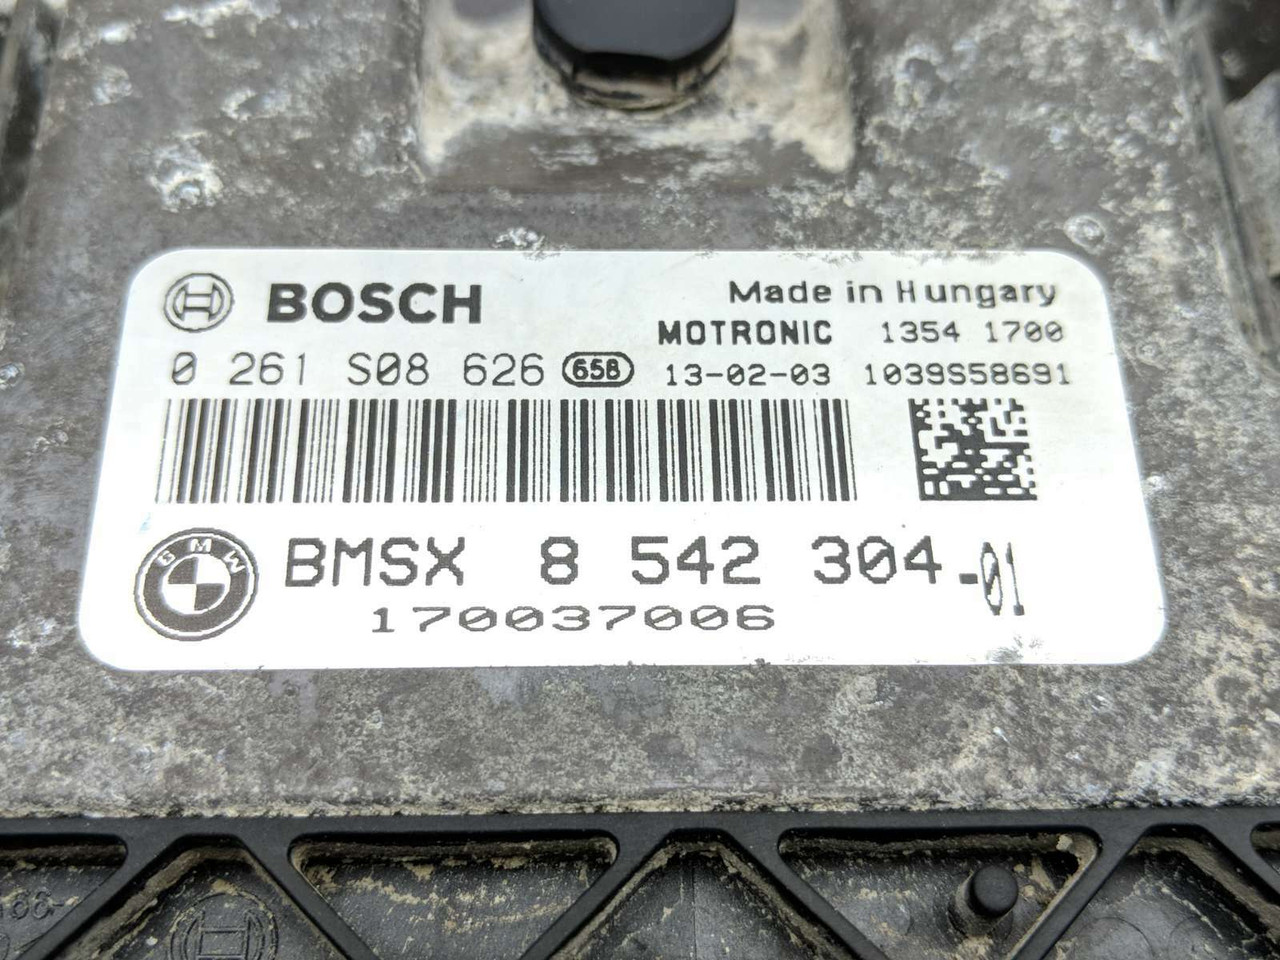 BOSCH
Made in Hungary
MOTRONIC 1354 1700
0 261 S08 626 658 13-02-03 1039S58691
BMW BMSX 8 542 304-01
170037006